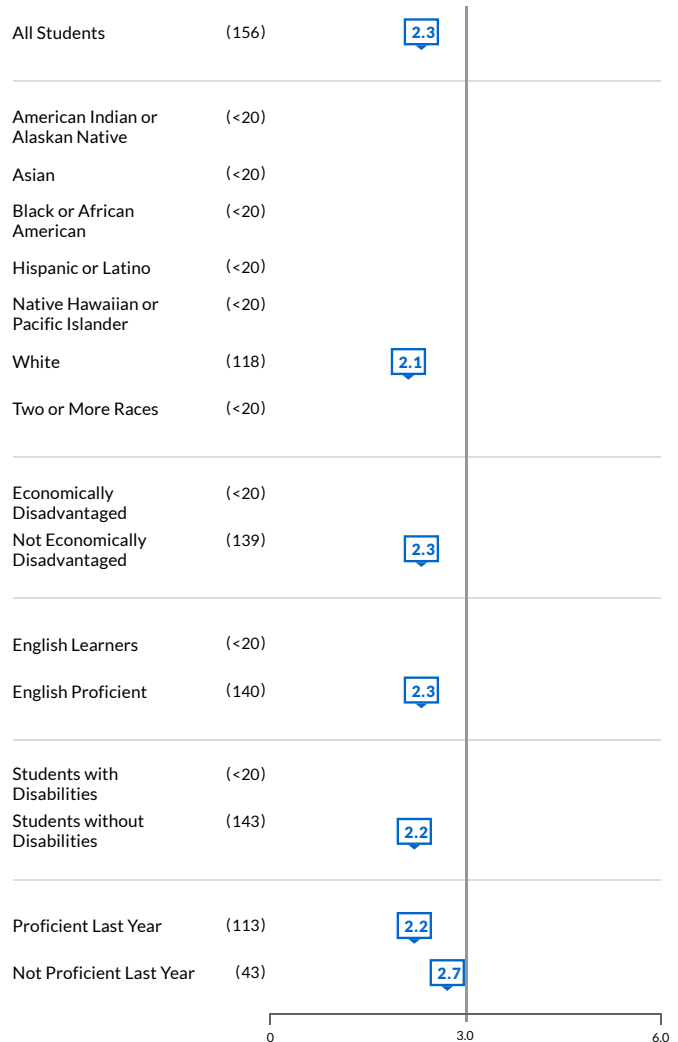 All Students (156) 2.3
American Indian or (<20)
Alaskan Native
Asian (<20)
Black or African (<20)
American
Hispanic or Latino (<20)
Native Hawaiian or (<20)
Pacific Islander
White (118) 2.1
Two or More Races (<20)
Economically (<20)
Disadvantaged
Not Economically (139) 2.3
Disadvantaged
English Learners (<20)
English Proficient (140) 2.3
Students with (<20)
Disabilities
Students without (143) 2.2
Disabilities
Proficient Last Year (113) 2.2
Not Proficient Last Year (43) 2.7
0 3.0 6.0